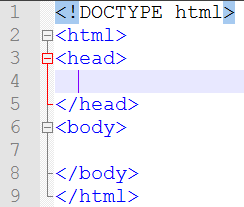 1 <!DOCTYPE html>
2 <html>
3 <head>
4
5 </head>
6 <body>
7
8 </body>
9 </html>